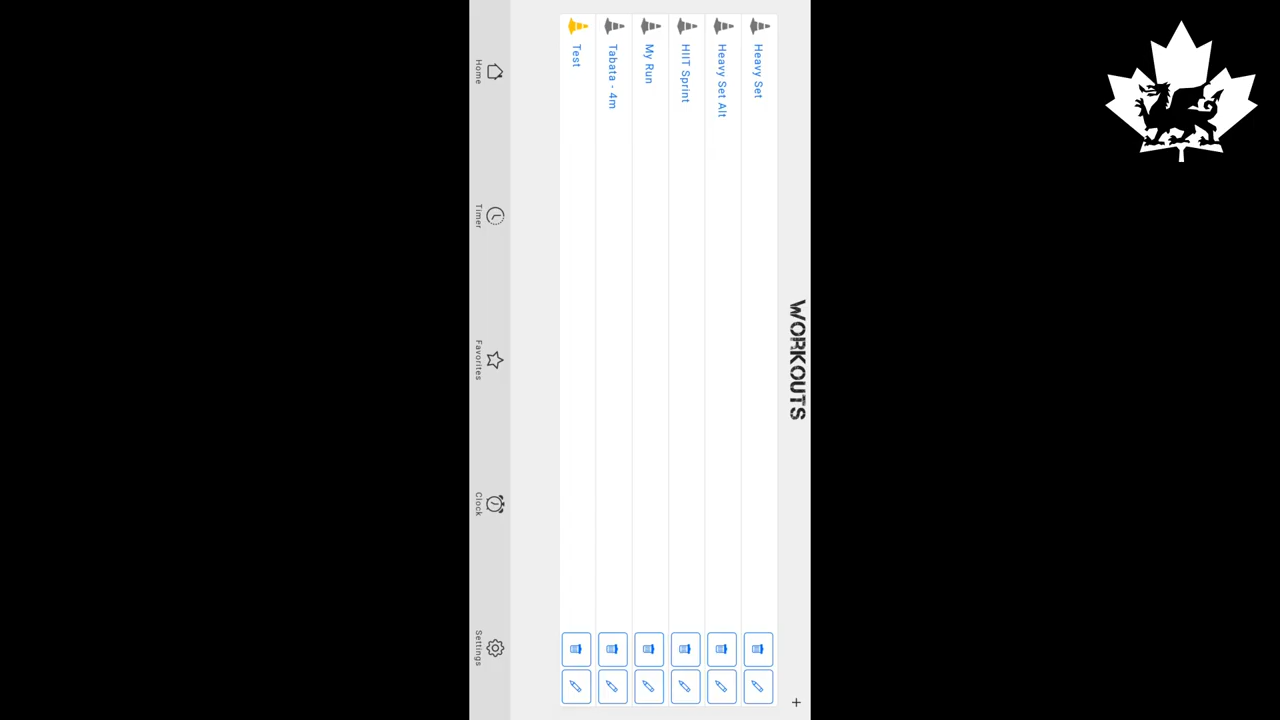 WORKOUTS
+
Heavy Set
Heavy Set Alt
HIIT Sprint
My Run
Tabata - 4m
Test
Home
Timer
Favorites
Clock
Settings